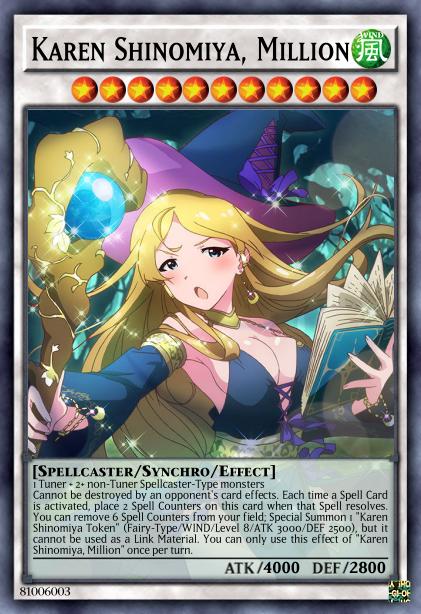 Karen Shinomiya, Million
WIND
風
[Spellcaster/Synchro/Effect]
1 Tuner + 2+ non-Tuner Spellcaster-Type monsters
Cannot be destroyed by an opponent's card effects. Each time a Spell Card
is activated, place 2 Spell Counters on this card when that Spell resolves.
You can remove 6 Spell Counters from your field; Special Summon 1 "Karen
Shinomiya Token" (Fairy-Type/WIND/Level 8/ATK 3000/DEF 2500), but it
cannot be used as a Link Material. You can only use this effect of "Karen
Shinomiya, Million" once per turn.
ATK/4000 DEF/2800
81006003